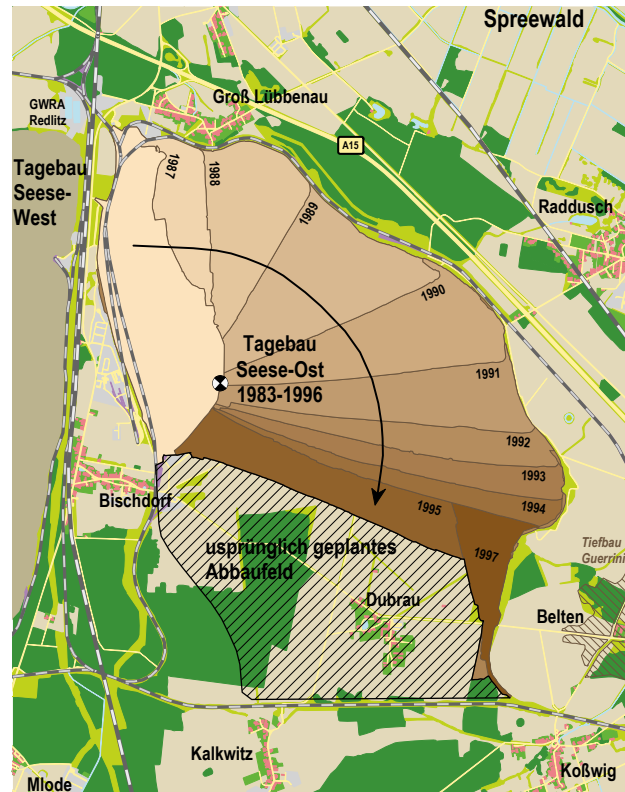 Spreewald
GWRA
Redlitz
Groß Lübbenau
A15
Tagebau
Seese-
West
1987
1988
1989
Raddusch
1990
Tagebau
Seese-Ost
1983-1996
1991
1992
1993
1994
1995
1997
Bischdorf
usprünglich geplantes
Abbaufeld
Tiefbau
Guerrini
Dubrau
Belten
Kalkwitz
Koßwig
Mlode